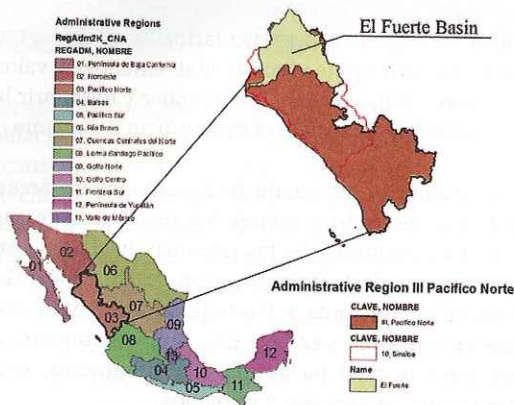 Administrative Regions
RegAdm2K_CNA
REGADM, NOMBRE
01. Península de Baja California
02. Noroeste
03. Pacífico Norte
04. Balsas
05. Pacífico Sur
06. Río Bravo
07. Cuencas Centrales del Norte
08. Lerma Santiago Pacífico
09. Golfo Norte
10. Golfo Centro
11. Frontera Sur
12. Península de Yucatán
13. Valle de México
El Fuerte Basin
01
02
06
03
07
09
08
13
04
10
05
11
12
Administrative Region III Pacifico Norte
CLAVE, NOMBRE
III, Pacifico Norte
CLAVE, NOMBRE
10, Sinaloa
Name
El Fuerte